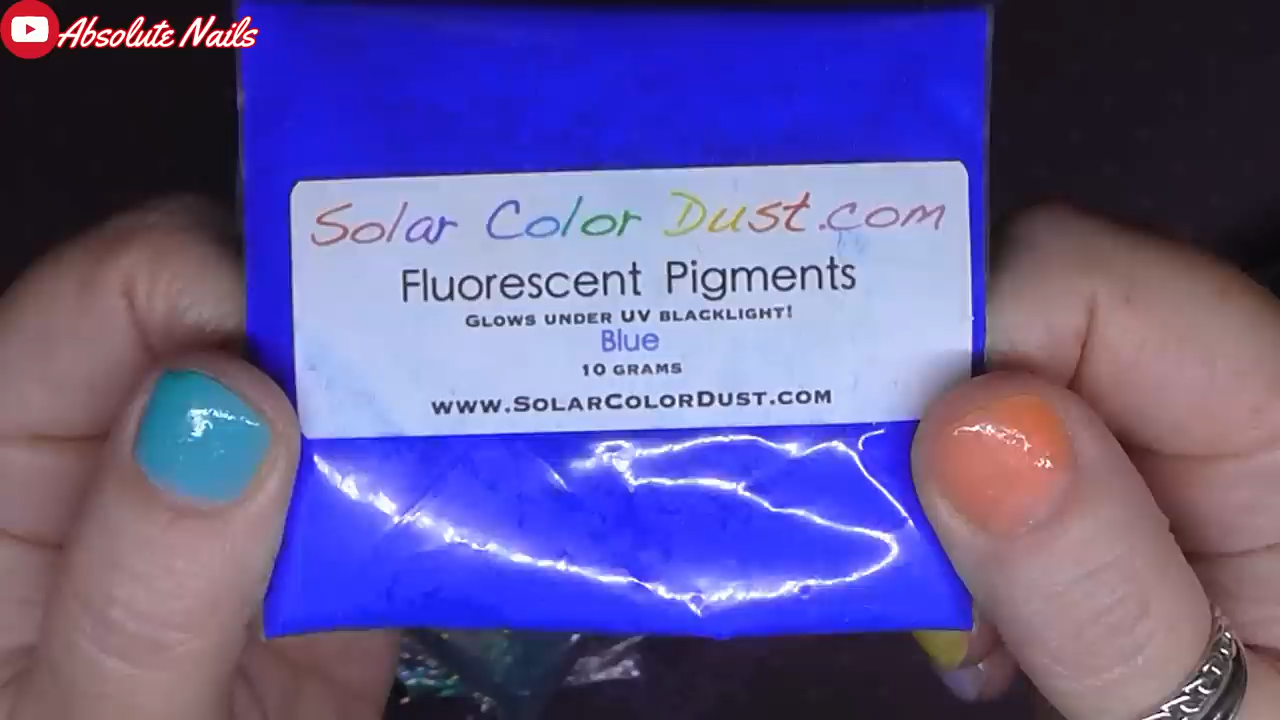 Absolute Nails
Solar Color Dust.com
Fluorescent Pigments
GLOWS UNDER UV BLACKLIGHT!
Blue
10 GRAMS
WWW.SOLARCOLORDUST.COM